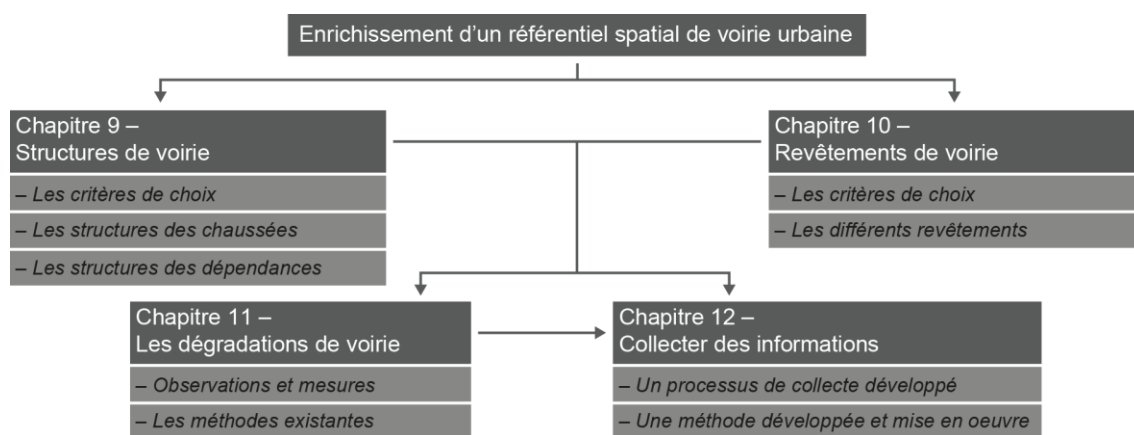 Enrichissement d'un référentiel spatial de voirie urbaine
Chapitre 9 –
Structures de voirie
– Les critères de choix
– Les structures des chaussées
– Les structures des dépendances
Chapitre 10 –
Revêtements de voirie
– Les critères de choix
– Les différents revêtements
Chapitre 11 –
Les dégradations de voirie
– Observations et mesures
– Les méthodes existantes
Chapitre 12 –
Collecter des informations
– Un processus de collecte développé
– Une méthode développée et mise en oeuvre